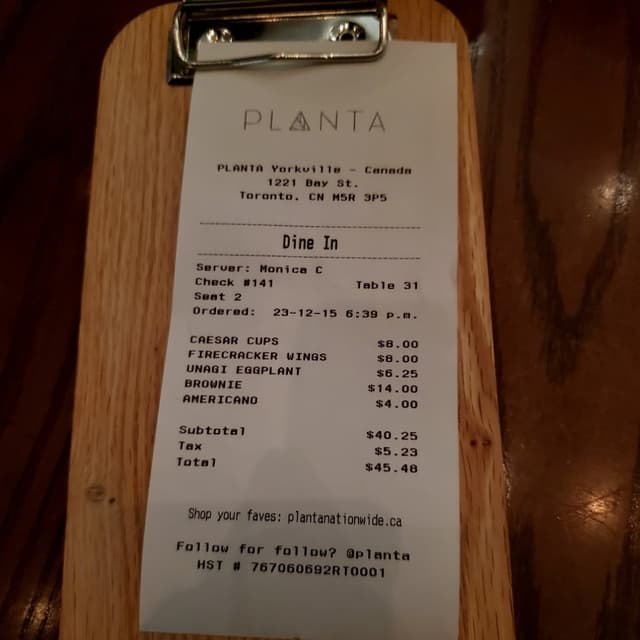 PLANTA
PLANTA Yorkville - Canada
1221 Bay St.
Toronto, CN M5R 3P5
Dine In
Server: Monica C
Check #141 Table 31
Seat 2
Ordered: 23-12-15 6:39 p.m.
CAESAR CUPS $8.00
FIRECRACKER WINGS $8.00
UNAGI EGGPLANT $6.25
BROWNIE $14.00
AMERICANO $4.00
Subtotal $40.25
Tax $5.23
Total $45.48
Shop your faves: plantanationwide.ca
Follow for follow? @planta
HST # 767060692RT0001